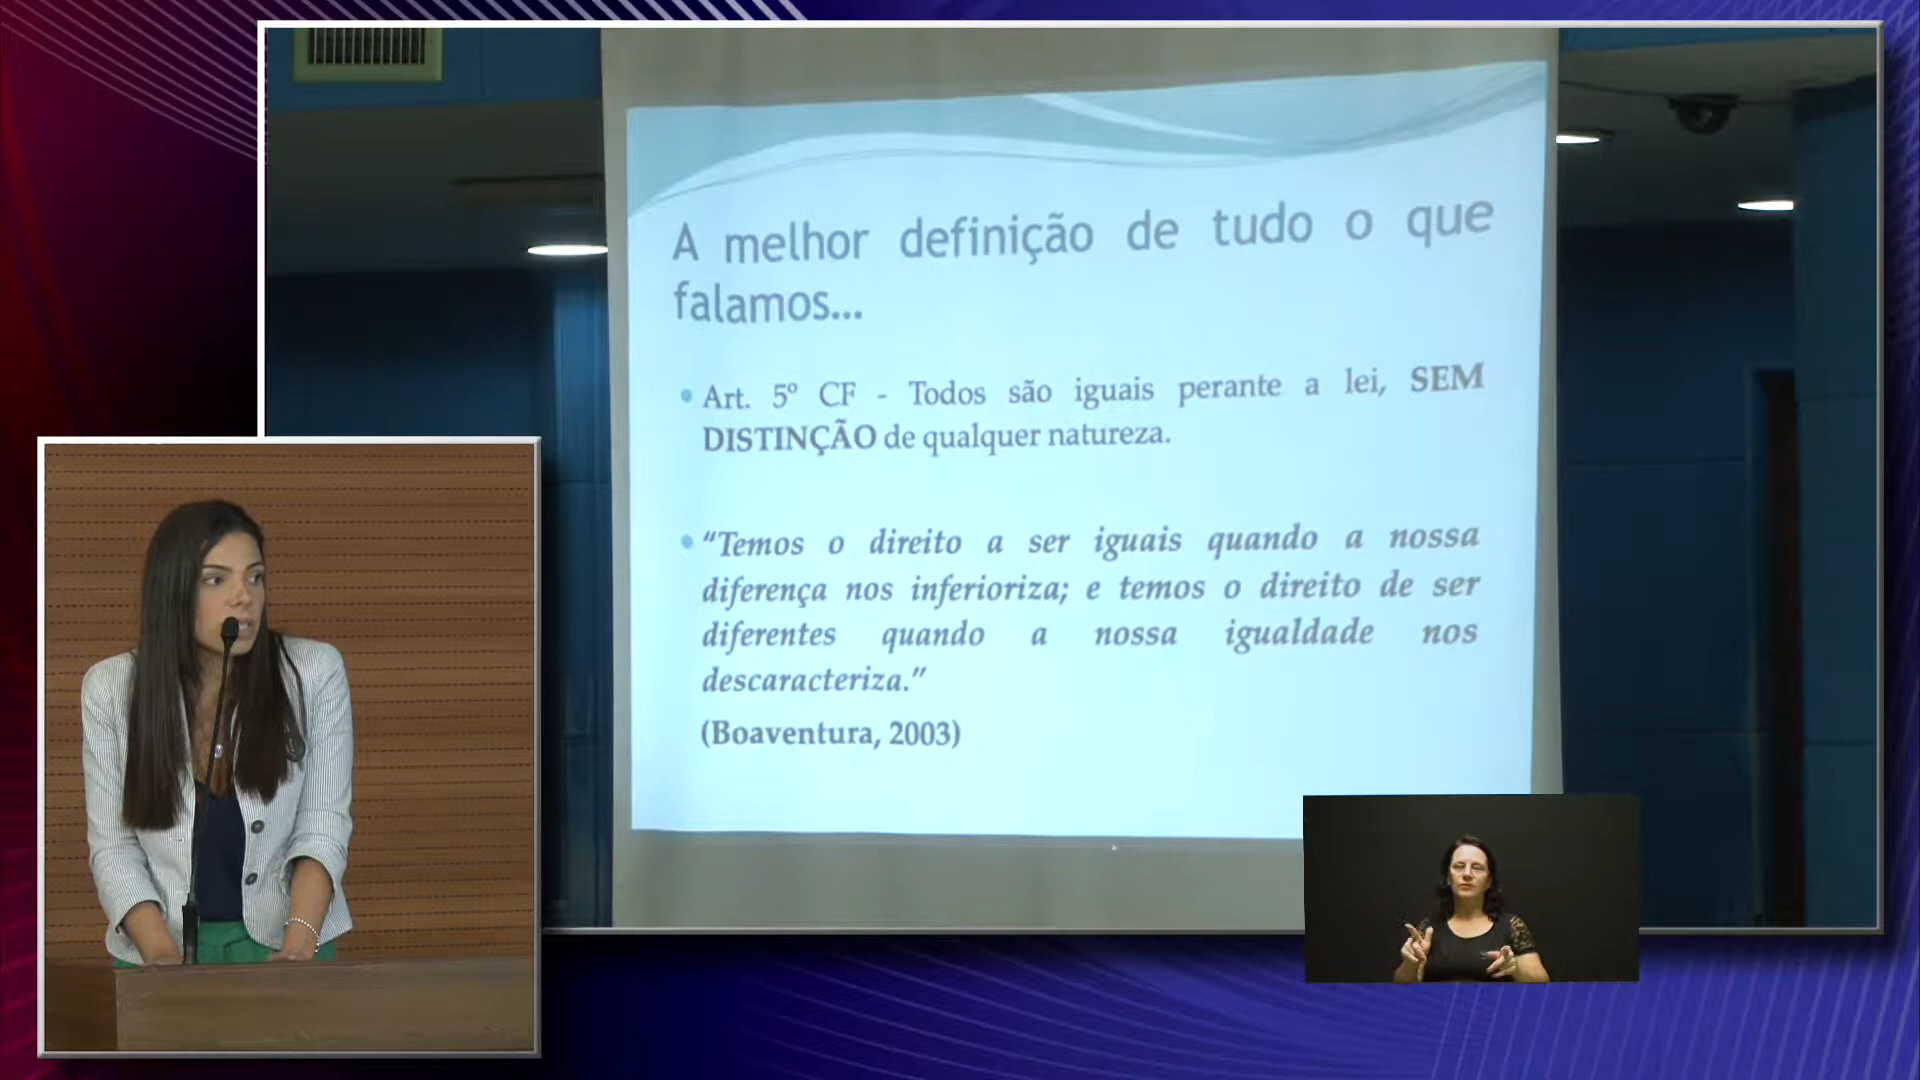 A melhor definição de tudo o que
falamos...
• Art. 5º CF - Todos são iguais perante a lei, SEM
DISTINÇÃO de qualquer natureza.
• “Temos o direito a ser iguais quando a nossa
diferença nos inferioriza; e temos o direito de ser
diferentes quando a nossa igualdade nos
descaracteriza.”
(Boaventura, 2003)